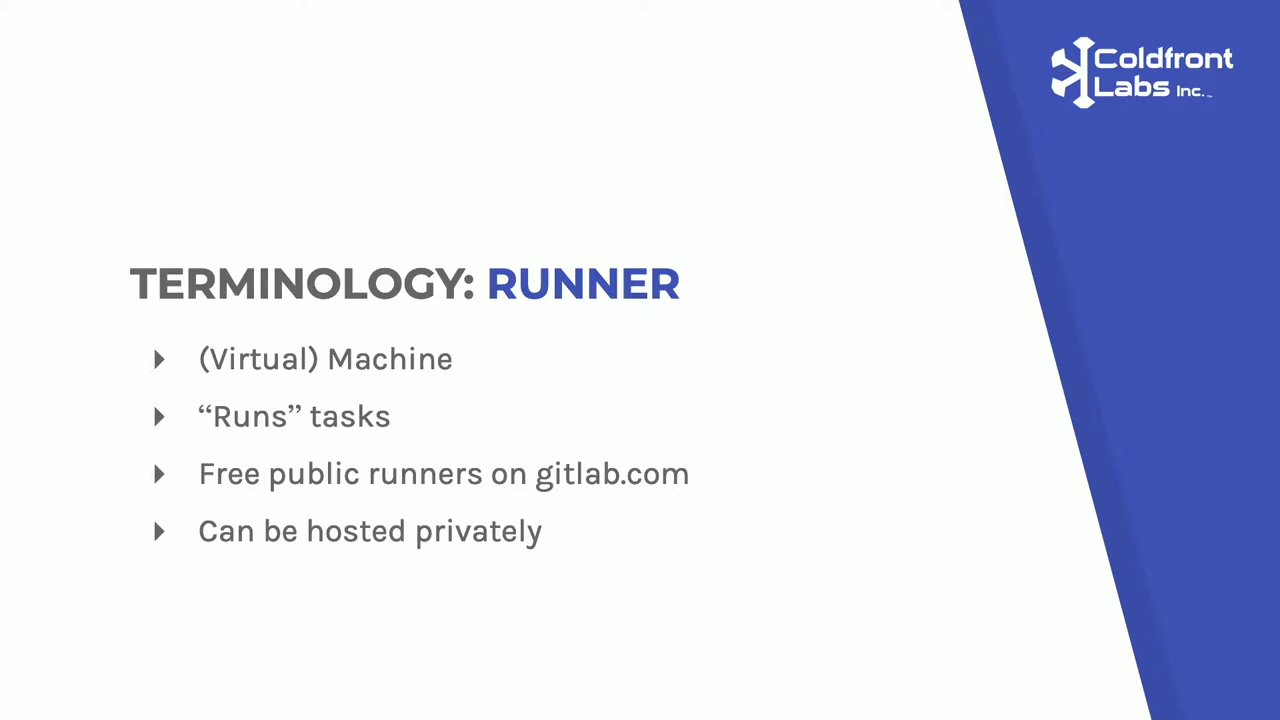 Coldfront
Labs Inc.™
TERMINOLOGY: RUNNER
(Virtual) Machine
“Runs” tasks
Free public runners on gitlab.com
Can be hosted privately